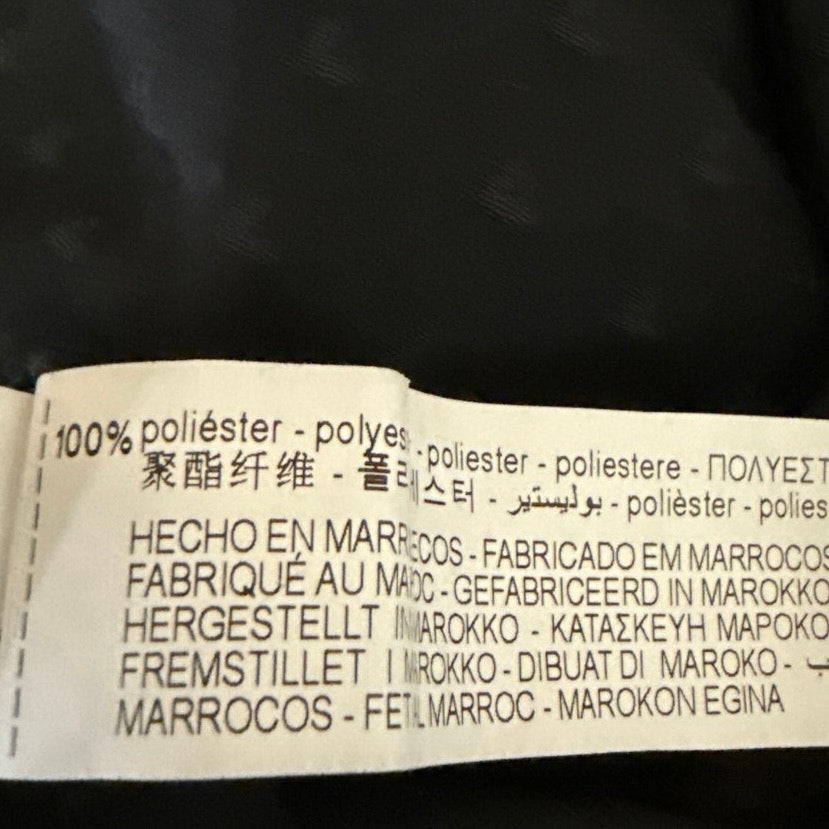 100% poliéster - polyes - poliester - poliestere - ΠΟΛΥΕΣΤ
聚酯纤维 - 폴리에스터 - بوليستير - polièster - polies
HECHO EN MARRECOS - FABRICADO EM MARROCOS
FABRIQUÉ AU MAROC - GEFABRICEERD IN MAROKKO
HERGESTELLT IN MAROKKO - ΚΑΤΑΣΚΕΥΗ ΜΑΡΟΚΟ
FREMSTILLET I MAROKKO - DIBUAT DI MAROKO -
MARROCOS - FET AL MARROC - MAROKON EGINA